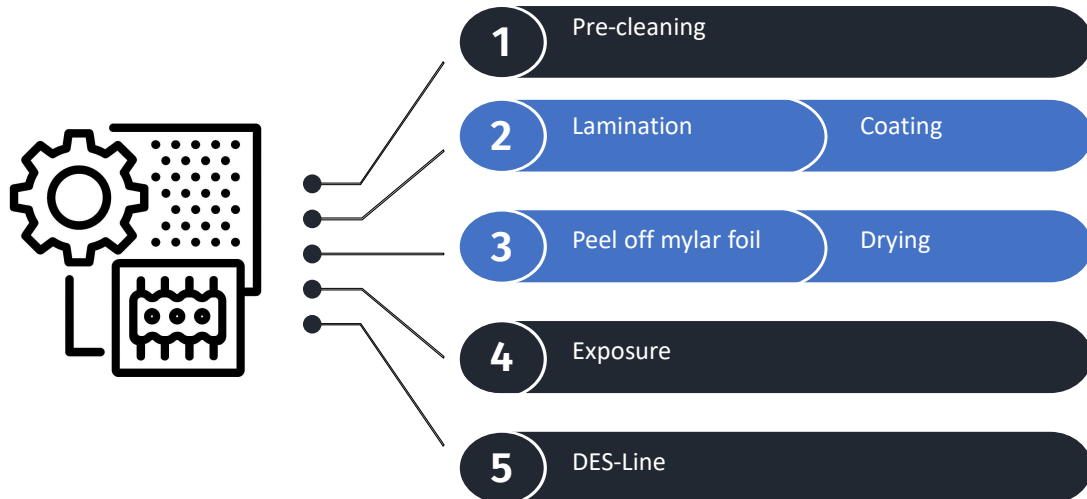 1 Pre-cleaning
2 Lamination Coating
3 Peel off mylar foil Drying
4 Exposure
5 DES-Line